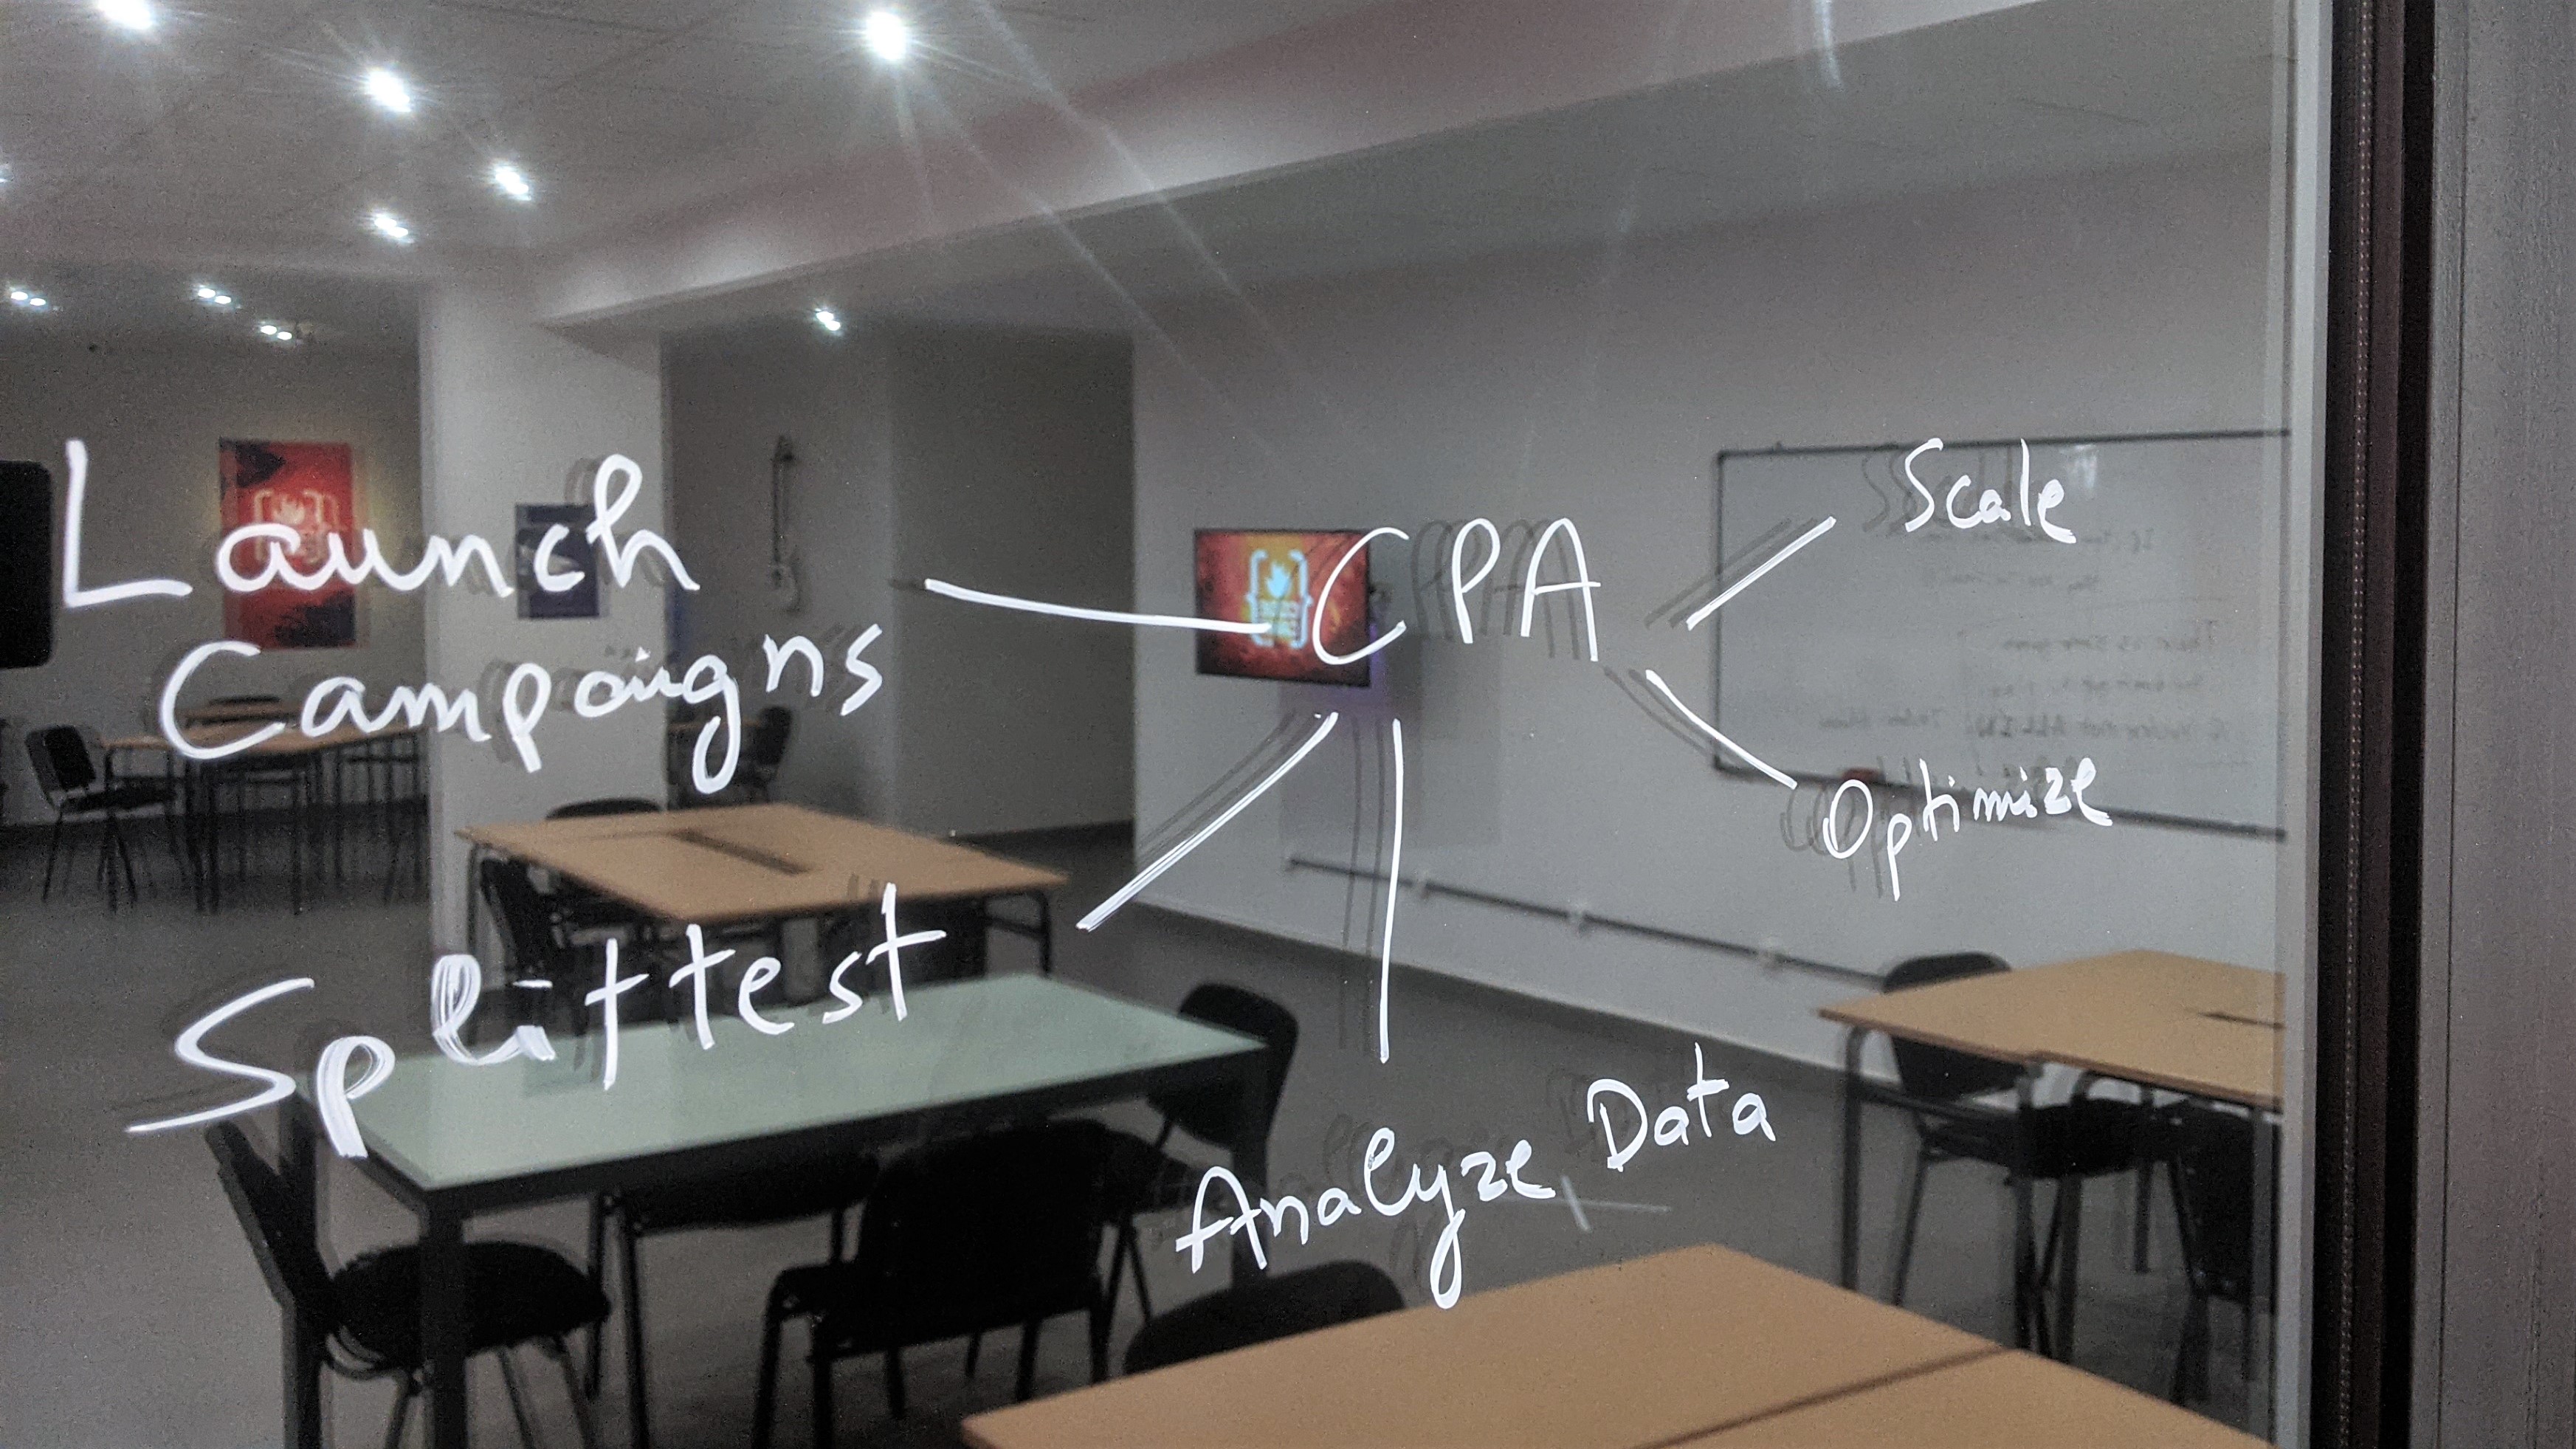 Launch
Campaigns
CPA
Scale
Optimize
Splittest
Analyze Data